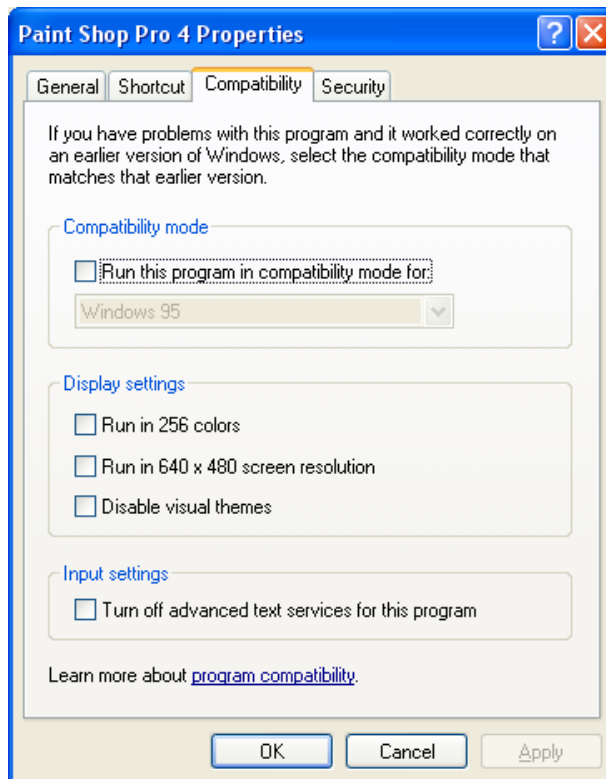 Paint Shop Pro 4 Properties
General Shortcut Compatibility Security
If you have problems with this program and it worked correctly on
an earlier version of Windows, select the compatibility mode that
matches that earlier version.
Compatibility mode
Run this program in compatibility mode for:
Windows 95
Display settings
Run in 256 colors
Run in 640 x 480 screen resolution
Disable visual themes
Input settings
Turn off advanced text services for this program
Learn more about program compatibility.
OK Cancel Apply